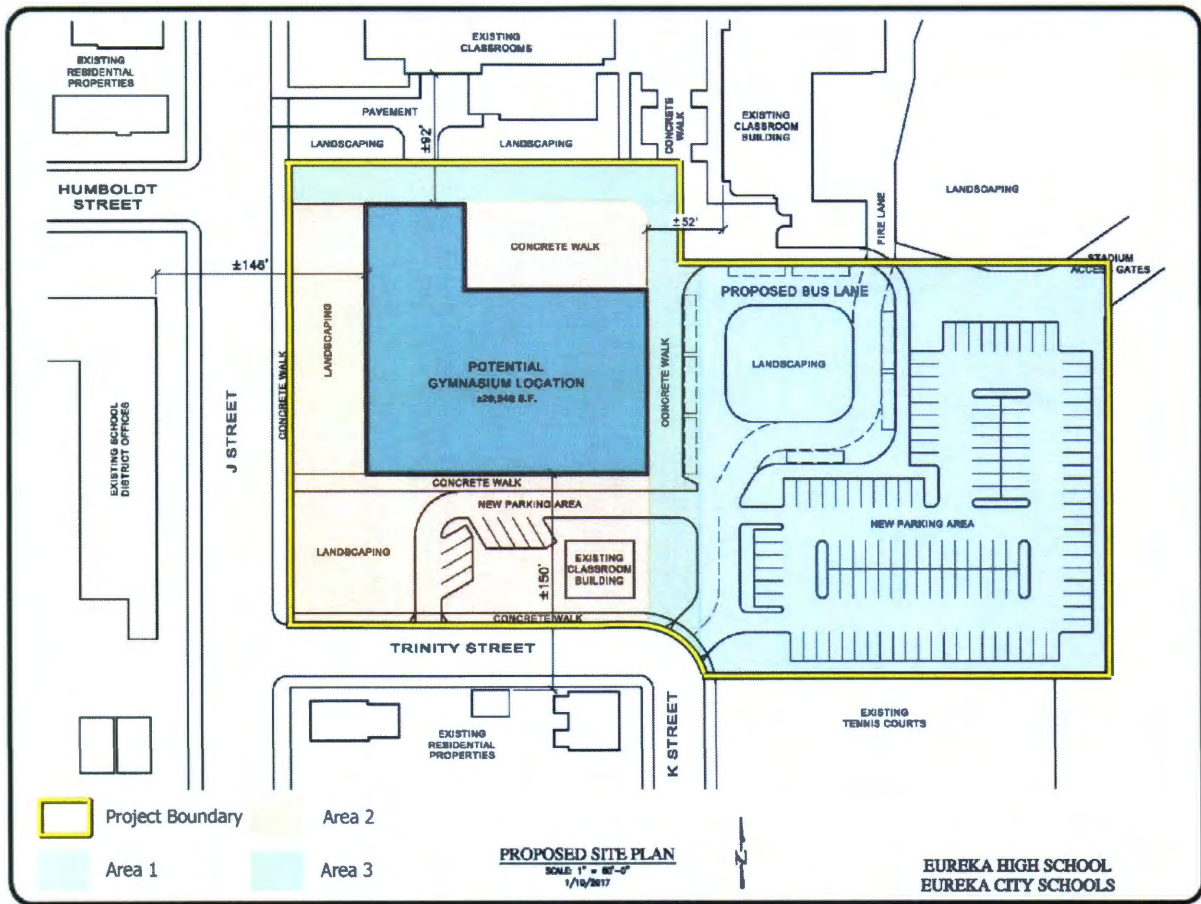 EXISTING
CLASSROOMS
EXISTING
RESIDENTIAL
PROPERTIES
PAVEMENT
±92'
CONCRETE
WALK
EXISTING
CLASSROOM
BUILDING
LANDSCAPING
LANDSCAPING
HUMBOLDT
STREET
LANDSCAPING
FIRE LANE
±52'
CONCRETE WALK
STADIUM
ACCESS GATES
±146'
PROPOSED BUS LANE
LANDSCAPING
CONCRETE WALK
LANDSCAPING
POTENTIAL
GYMNASIUM LOCATION
CONCRETE WALK
EXISTING SCHOOL
DISTRICT OFFICES
J STREET
CONCRETE WALK
NEW PARKING AREA
NEW PARKING AREA
LANDSCAPING
EXISTING
CLASSROOM
BUILDING
±150'
CONCRETE WALK
TRINITY STREET
EXISTING
RESIDENTIAL
PROPERTIES
K STREET
EXISTING
TENNIS COURTS
Project Boundary
Area 2
Area 1
Area 3
PROPOSED SITE PLAN
1/10/2017
N
EUREKA HIGH SCHOOL
EUREKA CITY SCHOOLS